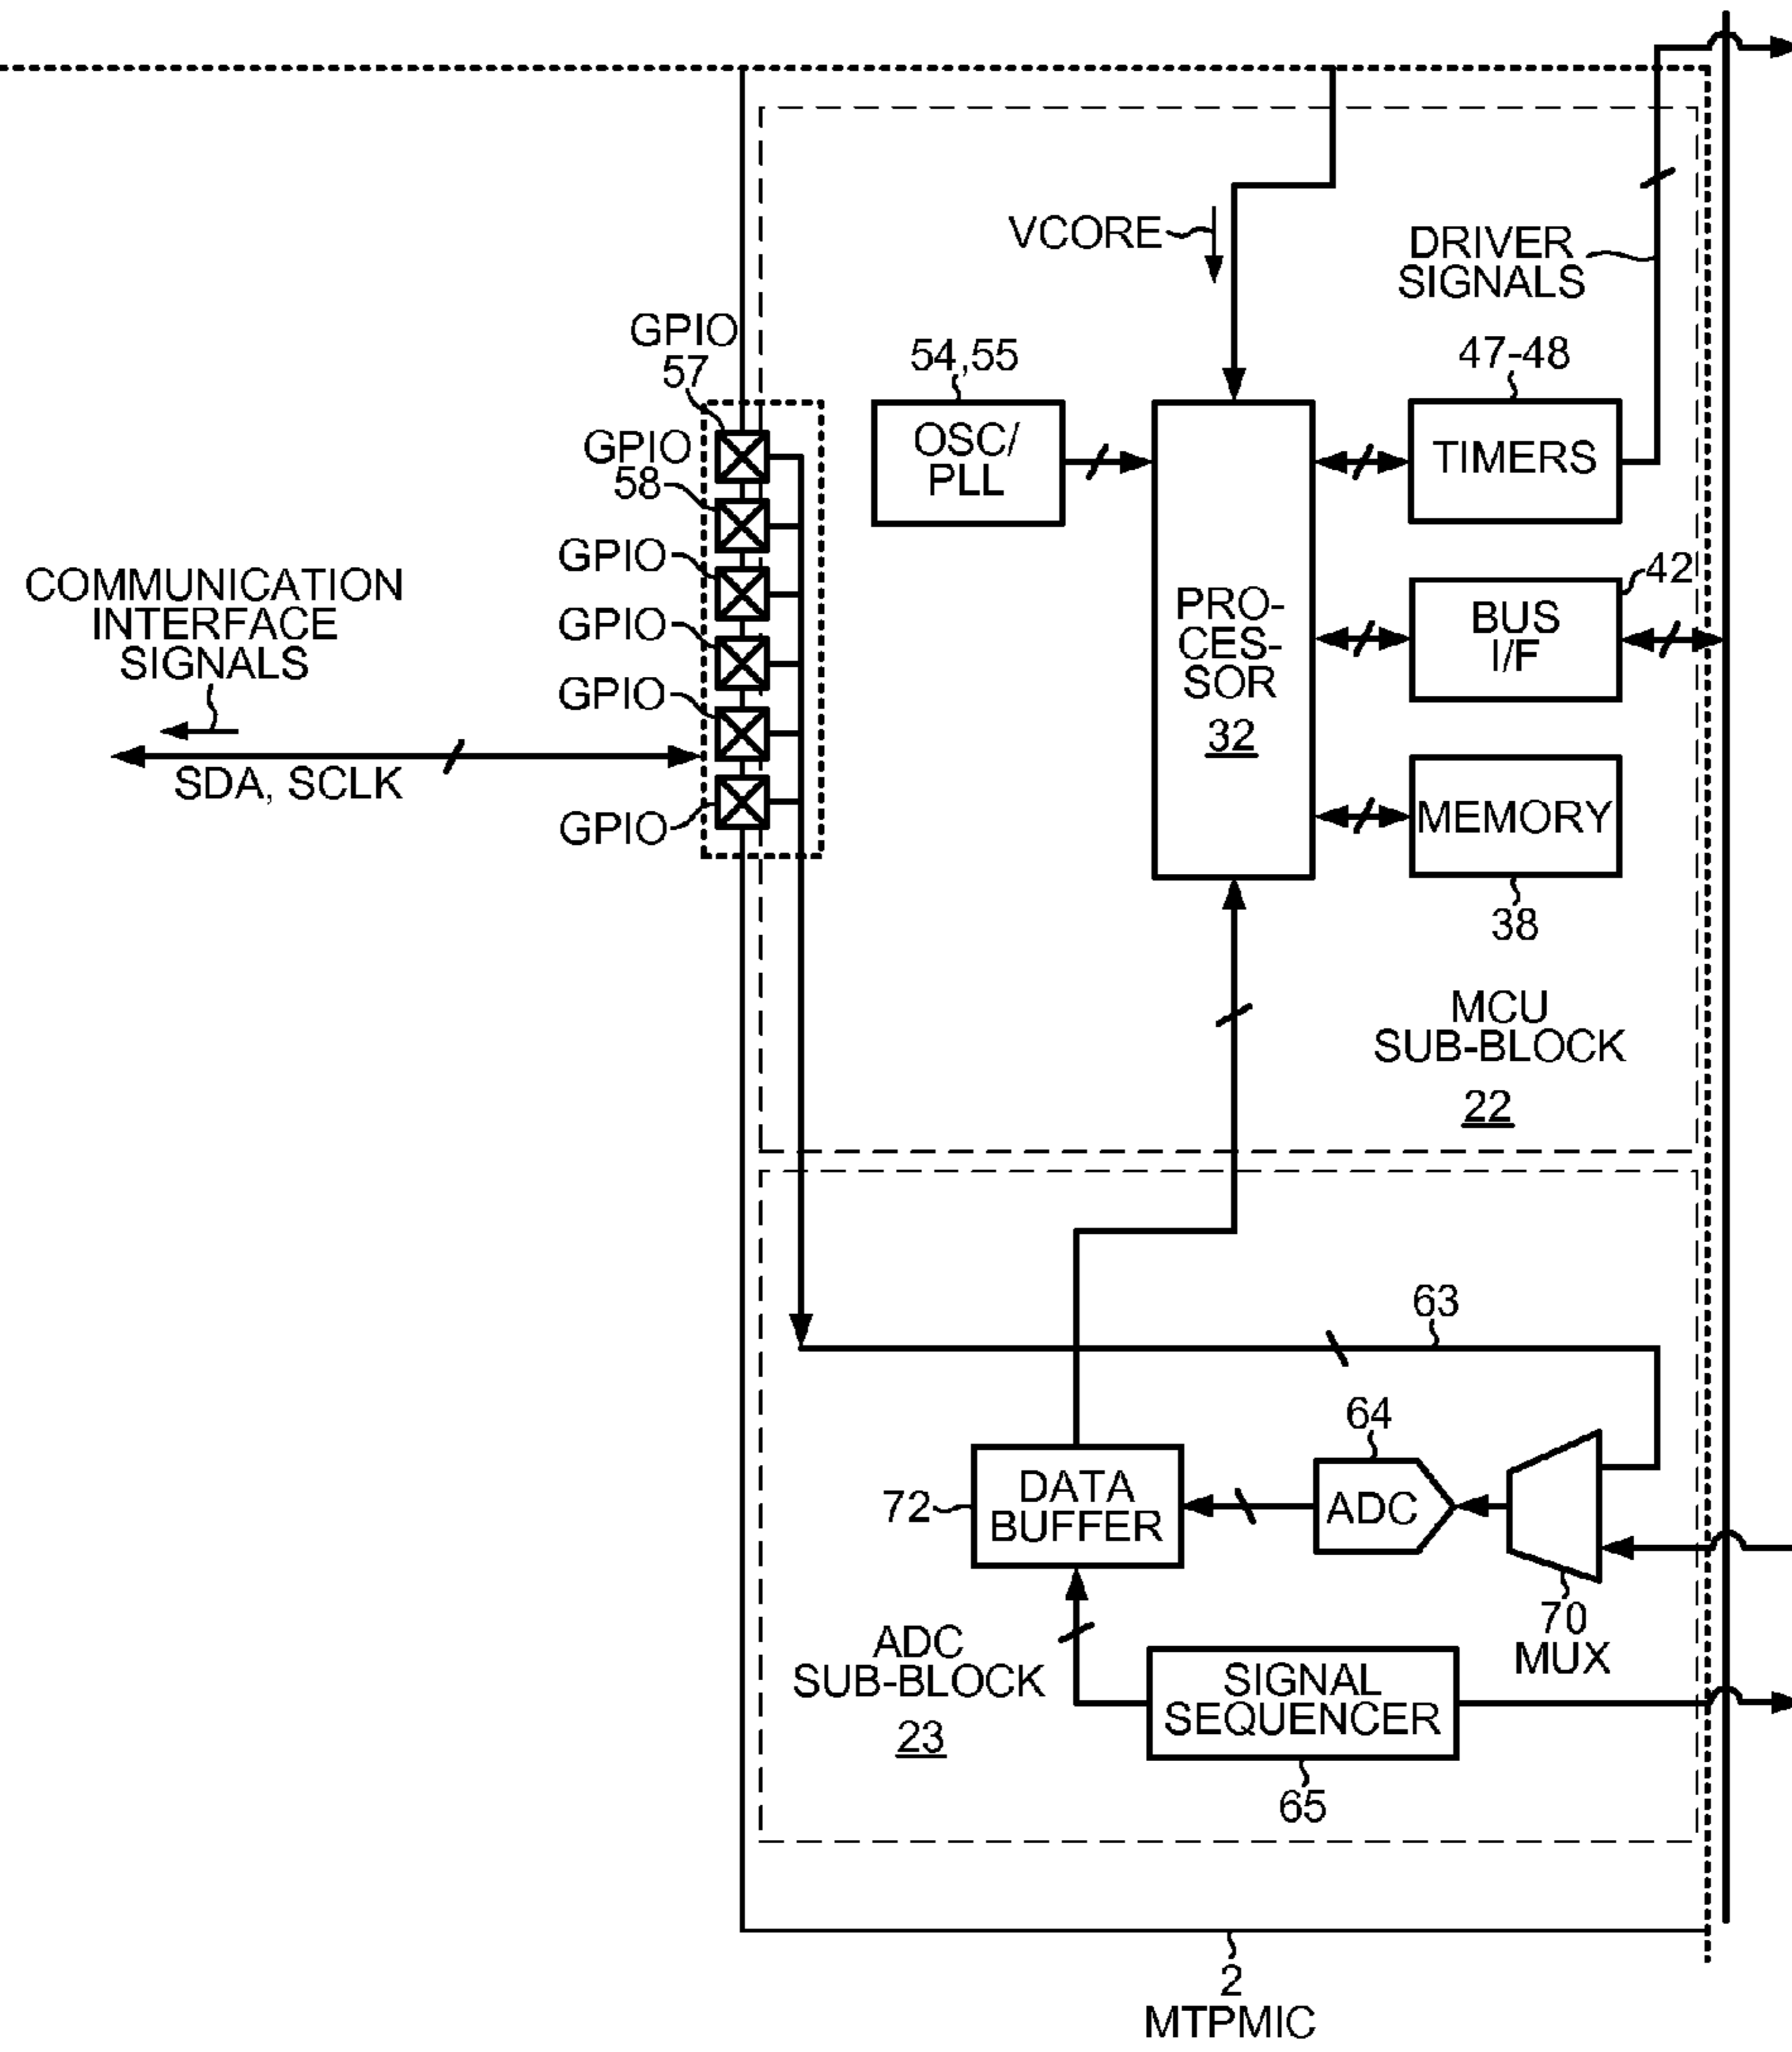 VCORE
DRIVER
SIGNALS
GPIO
57
54,55
47-48
OSC/
PLL
TIMERS
GPIO
58
GPIO
COMMUNICATION
INTERFACE
SIGNALS
GPIO
GPIO
SDA, SCLK
GPIO
PRO-
CES-
SOR
32
42
BUS
I/F
MEMORY
38
MCU
SUB-BLOCK
22
63
64
72
DATA
BUFFER
ADC
70
MUX
ADC
SUB-BLOCK
23
SIGNAL
SEQUENCER
65
2
MTPMIC